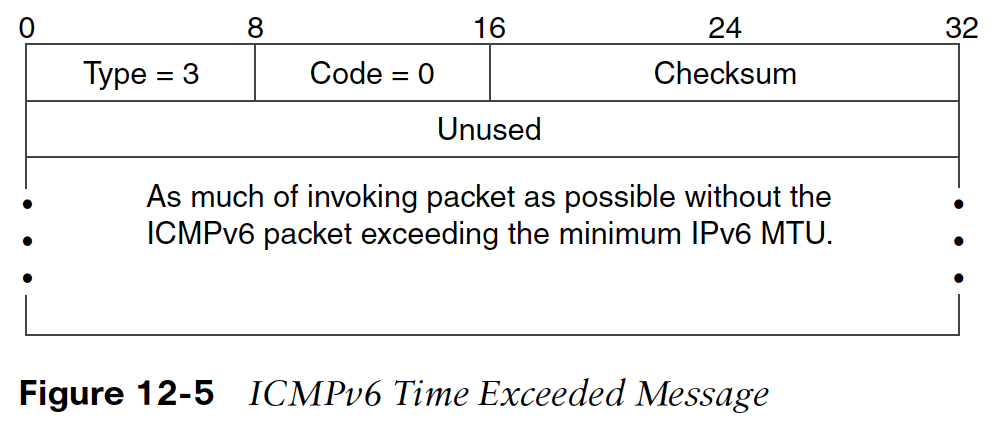 0 8 16 24 32
Type = 3 Code = 0 Checksum
Unused
As much of invoking packet as possible without the
ICMPv6 packet exceeding the minimum IPv6 MTU.
Figure 12-5 ICMPv6 Time Exceeded Message